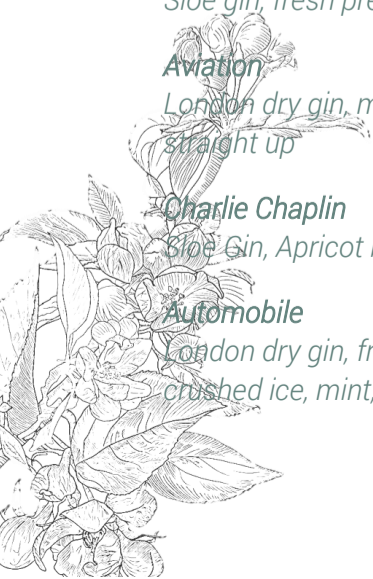 Sloe gin, fresh pre
Aviation
London dry gin, m
straight up
Charlie Chaplin
Sloe Gin, Apricot
Automobile
London dry gin, fr
crushed ice, mint,